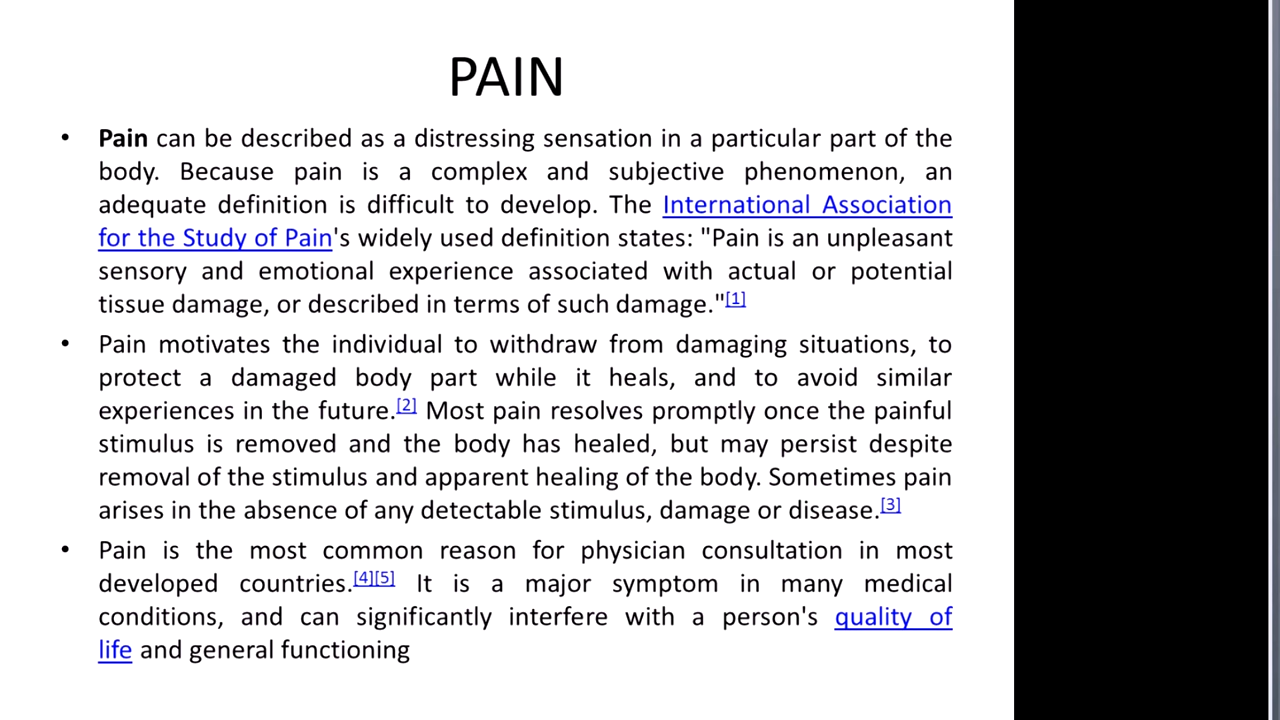 PAIN
• Pain can be described as a distressing sensation in a particular part of the
body. Because pain is a complex and subjective phenomenon, an
adequate definition is difficult to develop. The International Association
for the Study of Pain's widely used definition states: "Pain is an unpleasant
sensory and emotional experience associated with actual or potential
tissue damage, or described in terms of such damage."[1]
• Pain motivates the individual to withdraw from damaging situations, to
protect a damaged body part while it heals, and to avoid similar
experiences in the future.[2] Most pain resolves promptly once the painful
stimulus is removed and the body has healed, but may persist despite
removal of the stimulus and apparent healing of the body. Sometimes pain
arises in the absence of any detectable stimulus, damage or disease.[3]
• Pain is the most common reason for physician consultation in most
developed countries.[4][5] It is a major symptom in many medical
conditions, and can significantly interfere with a person's quality of
life and general functioning